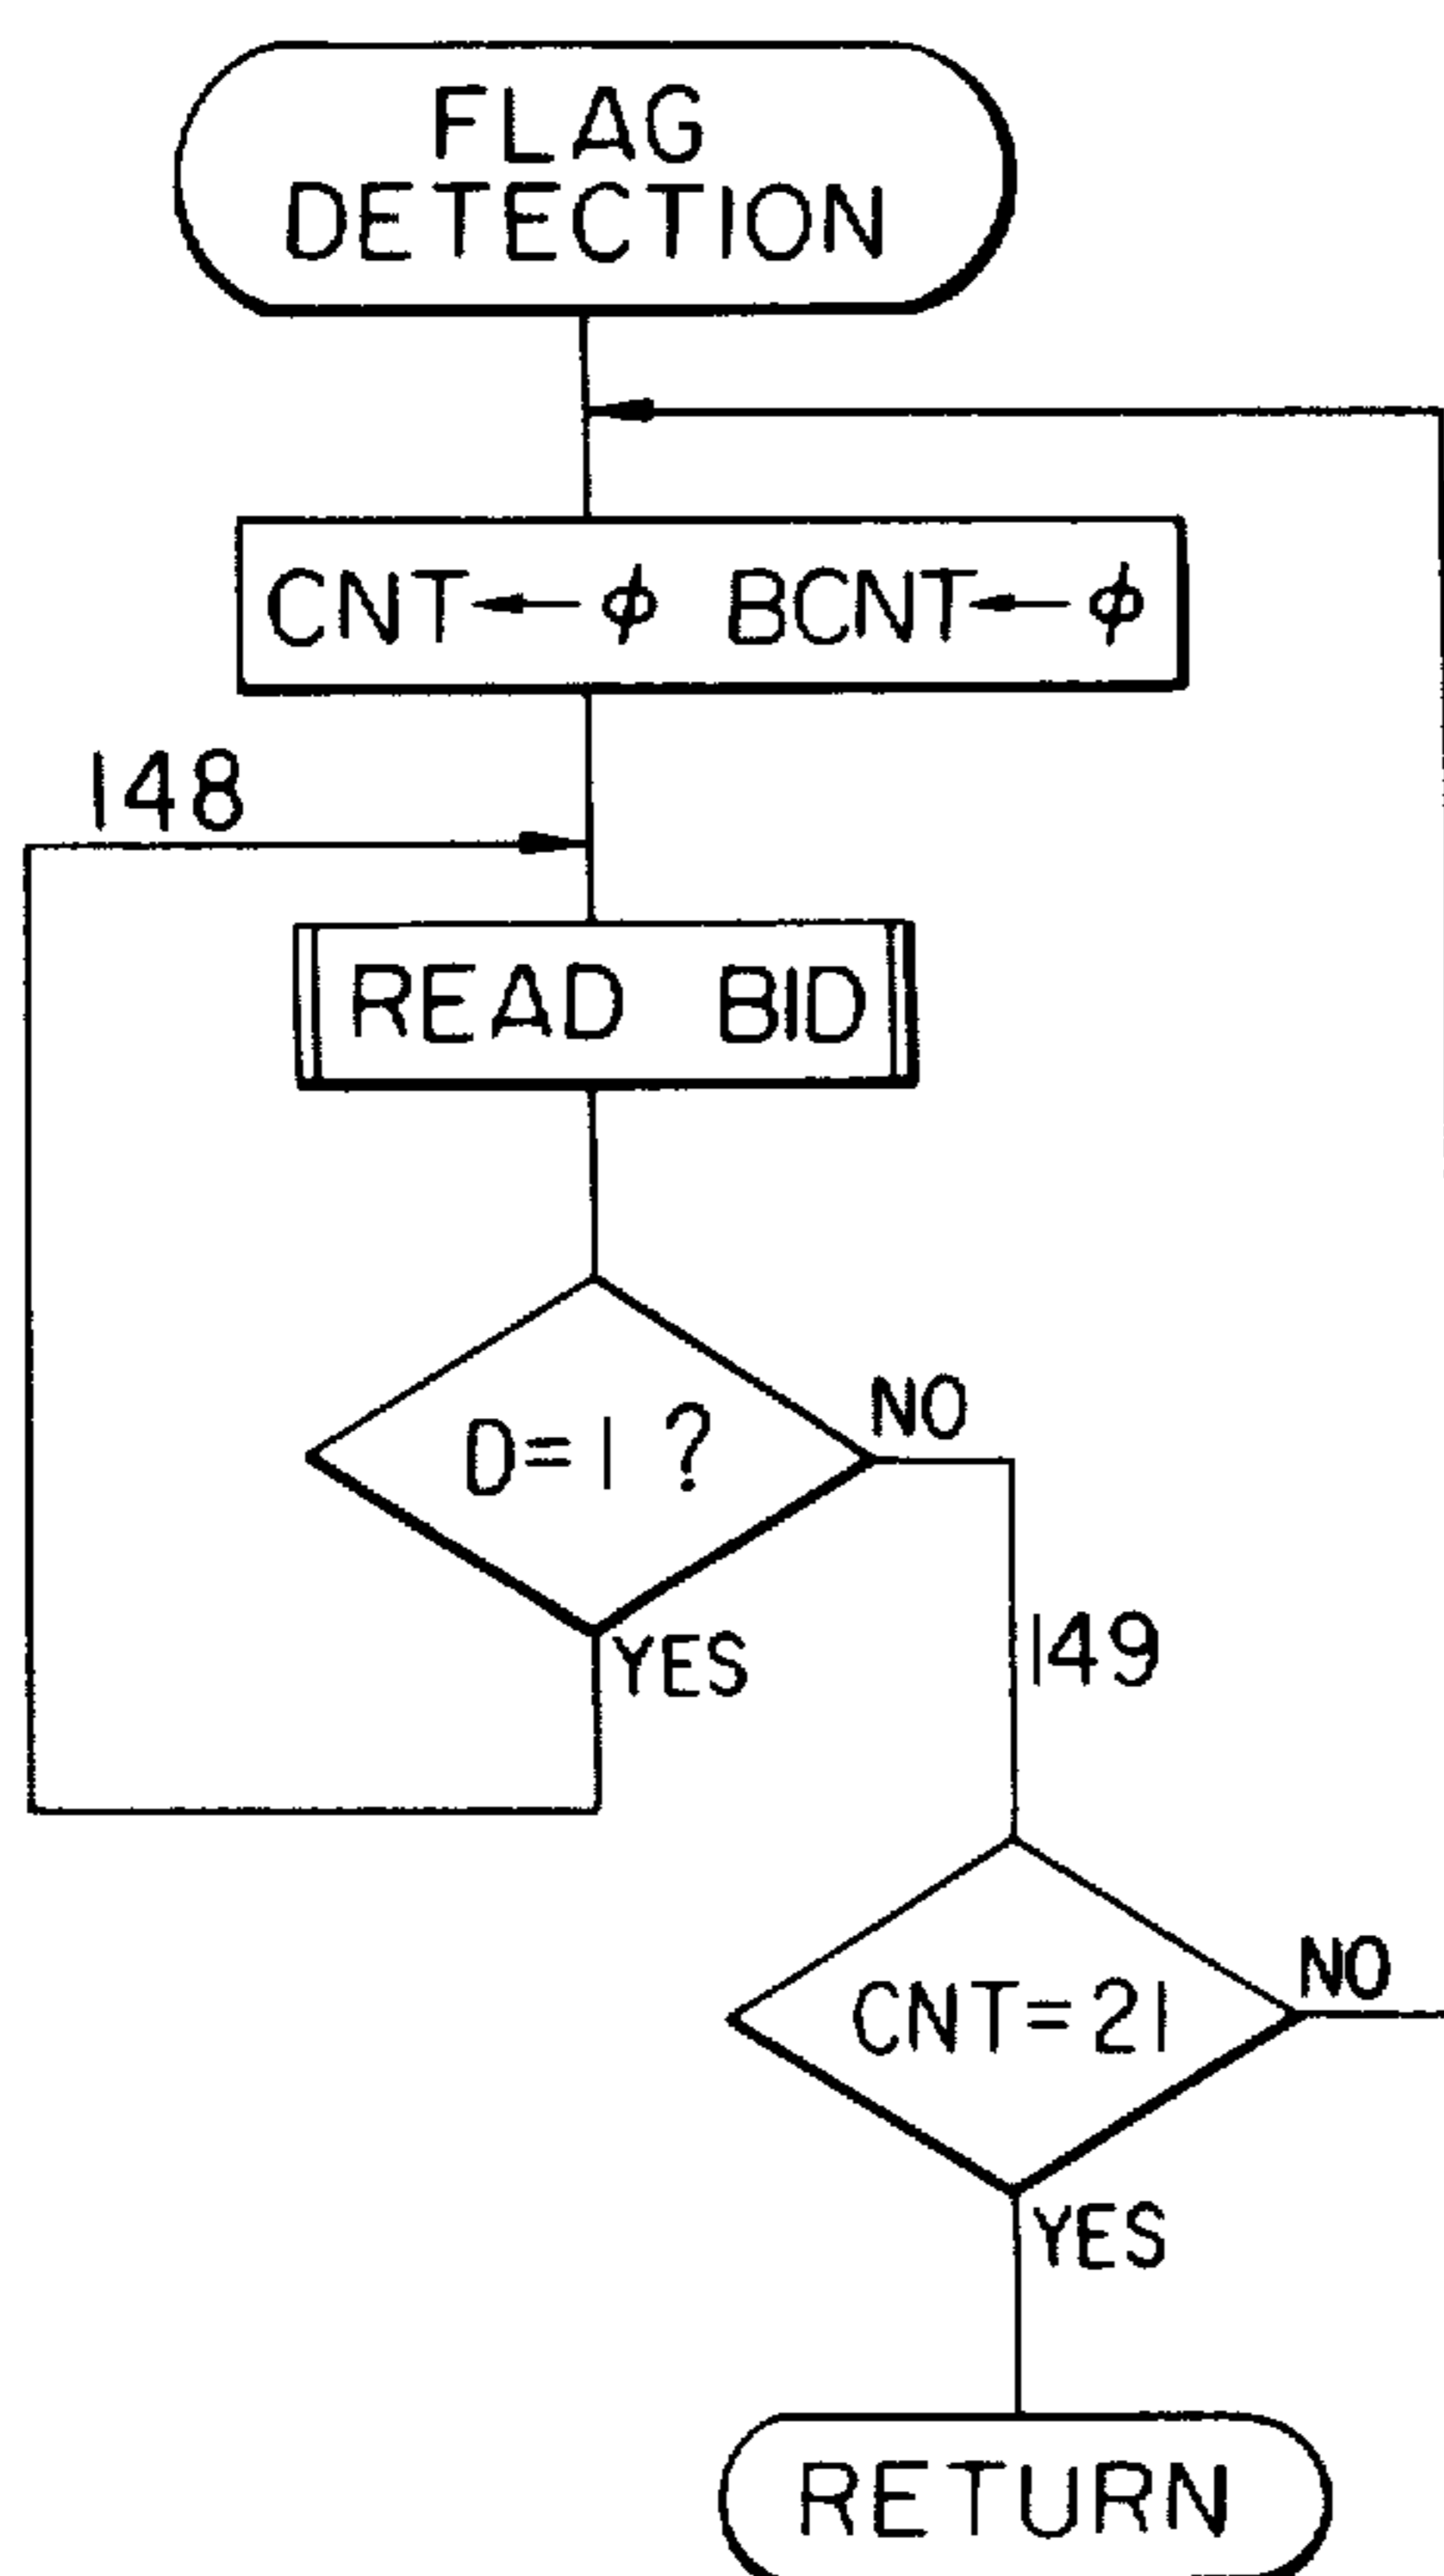 FLAG
DETECTION
CNT←ϕ BCNT←ϕ
148
READ BID
D=1 ?
NO
YES
149
CNT=21
NO
YES
RETURN